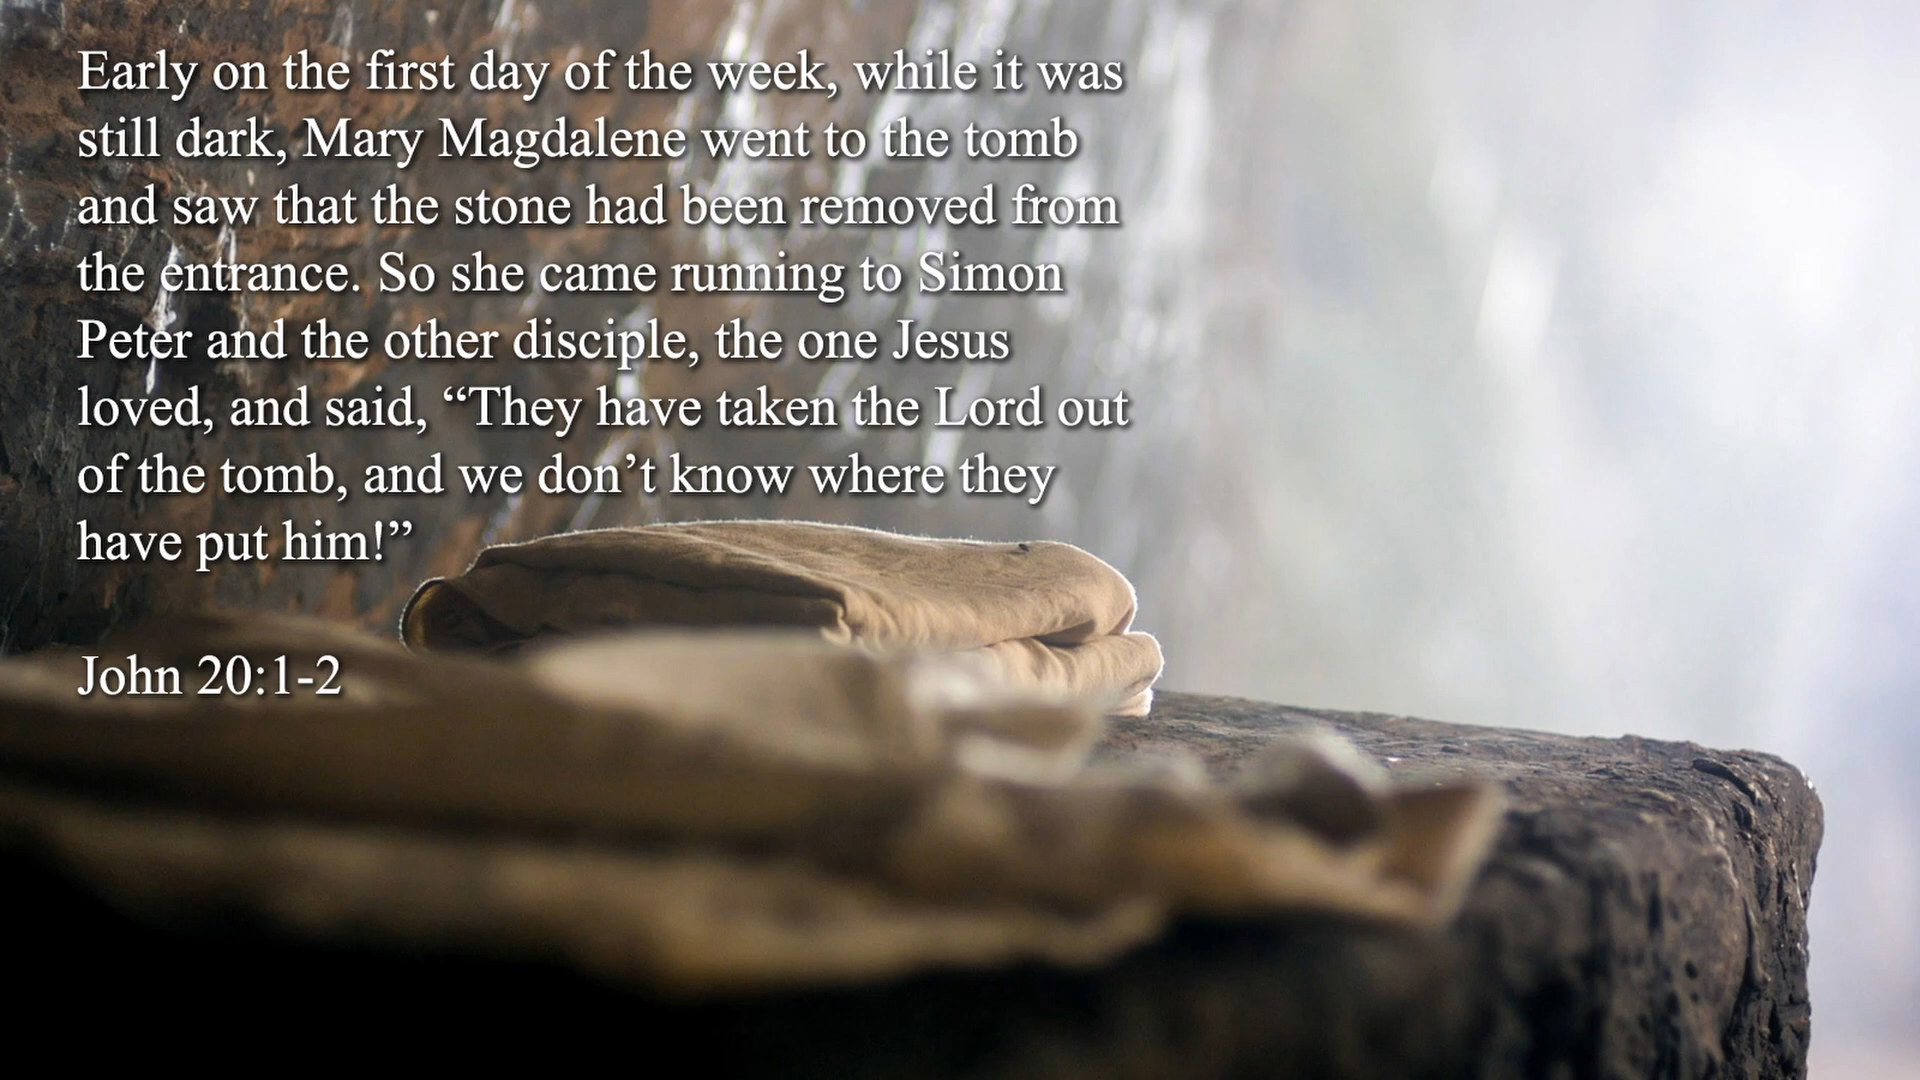 Early on the first day of the week, while it was
still dark, Mary Magdalene went to the tomb
and saw that the stone had been removed from
the entrance. So she came running to Simon
Peter and the other disciple, the one Jesus
loved, and said, “They have taken the Lord out
of the tomb, and we don’t know where they
have put him!”
John 20:1-2